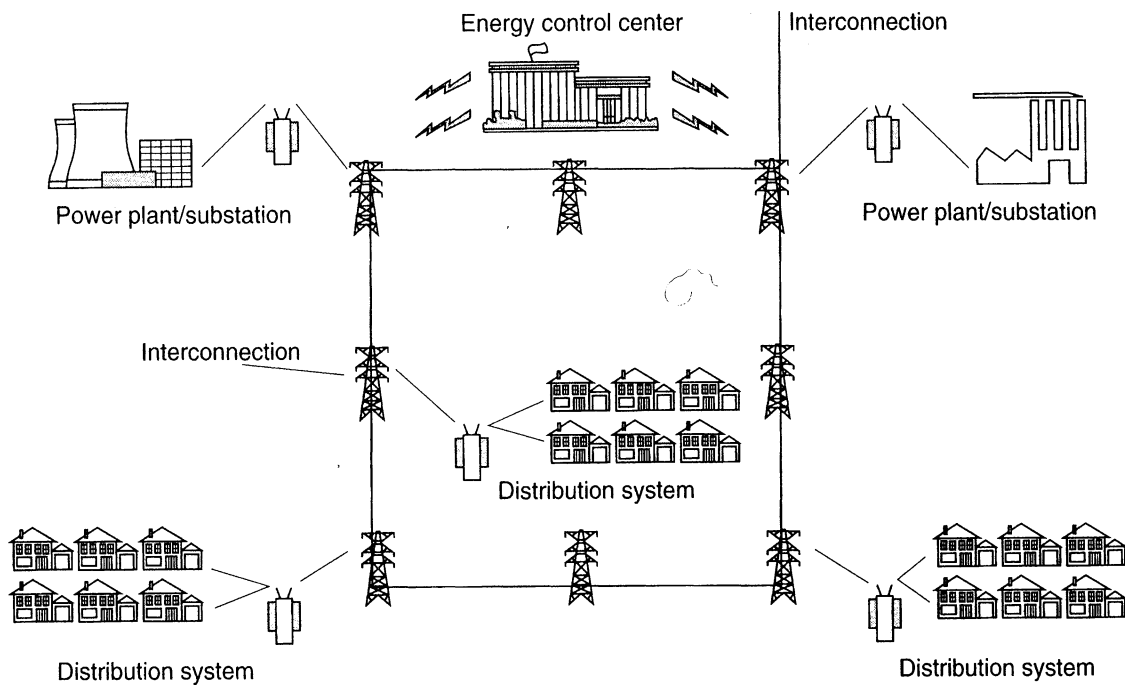 Energy control center
Interconnection
Power plant/substation
Power plant/substation
Interconnection
Distribution system
Distribution system
Distribution system